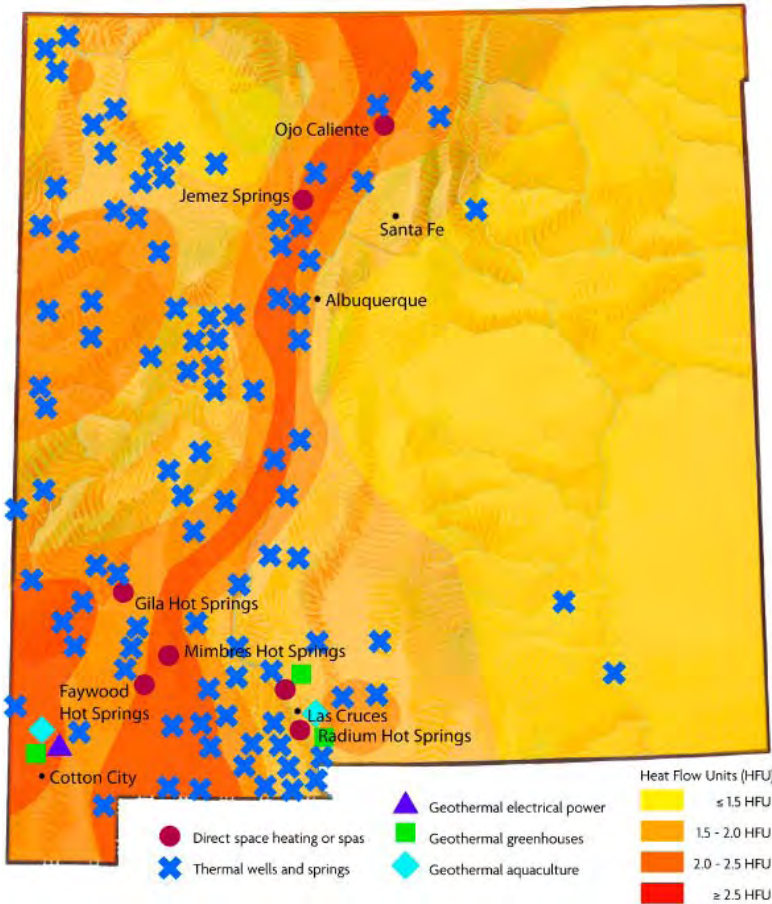 Ojo Caliente
Jemez Springs
Santa Fe
Albuquerque
Gila Hot Springs
Mimbres Hot Springs
Faywood
Hot Springs
Las Cruces
Radium Hot Springs
Cotton City
Heat Flow Units (HFU)
≤ 1.5 HFU
1.5 - 2.0 HFU
2.0 - 2.5 HFU
≥ 2.5 HFU
Direct space heating or spas
Thermal wells and springs
Geothermal electrical power
Geothermal greenhouses
Geothermal aquaculture